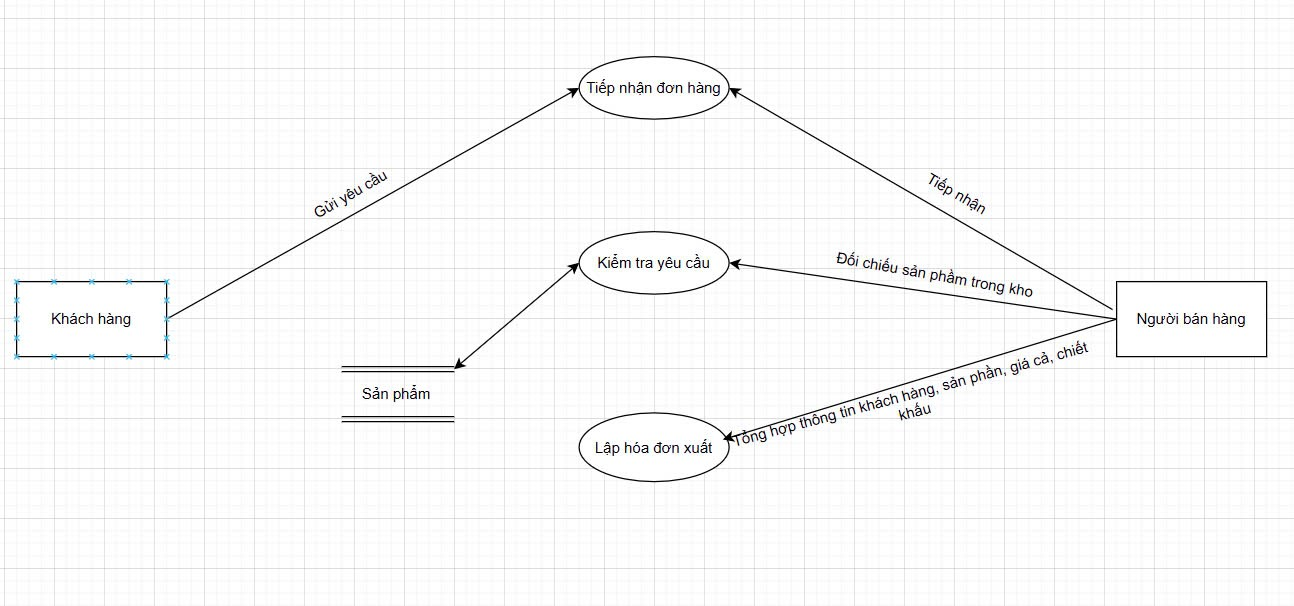 Tiếp nhận đơn hàng
Gửi yêu cầu
Tiếp nhận
Kiểm tra yêu cầu
Đối chiếu sản phầm trong kho
Khách hàng
Người bán hàng
Sản phẩm
Tổng hợp thông tin khách hàng, sản phần, giá cả, chiết
khấu
Lập hóa đơn xuất